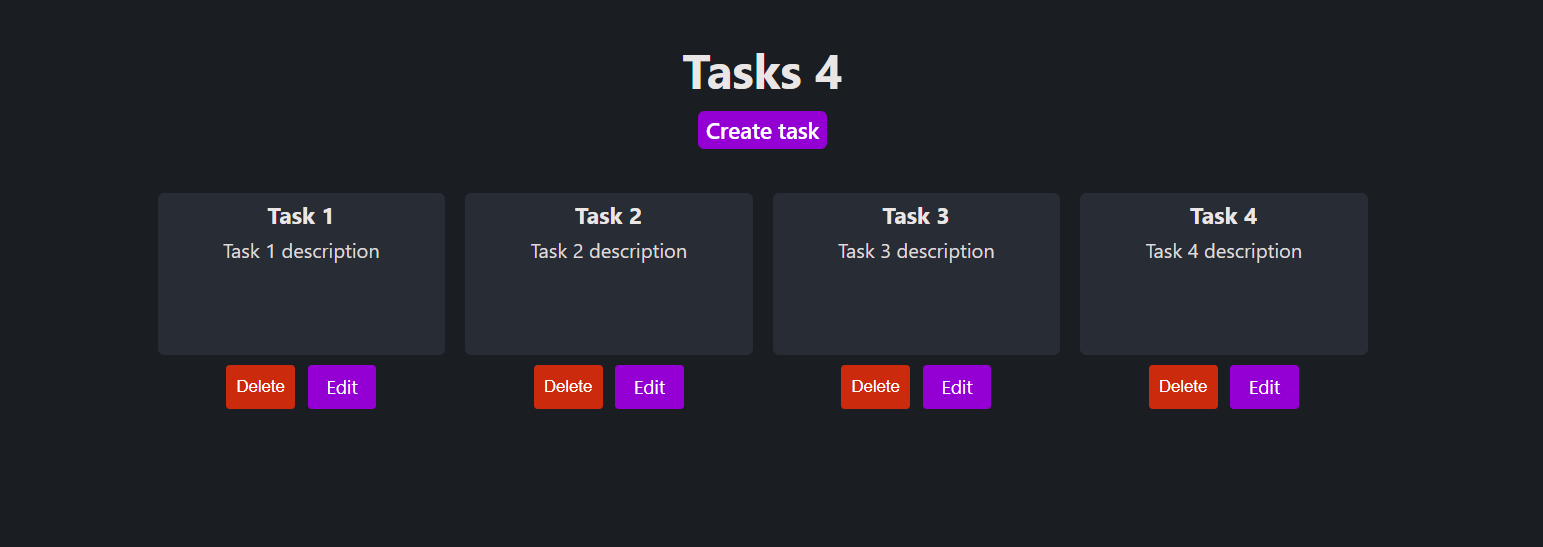 Tasks 4
Create task
Task 1
Task 1 description
Delete Edit
Task 2
Task 2 description
Delete Edit
Task 3
Task 3 description
Delete Edit
Task 4
Task 4 description
Delete Edit